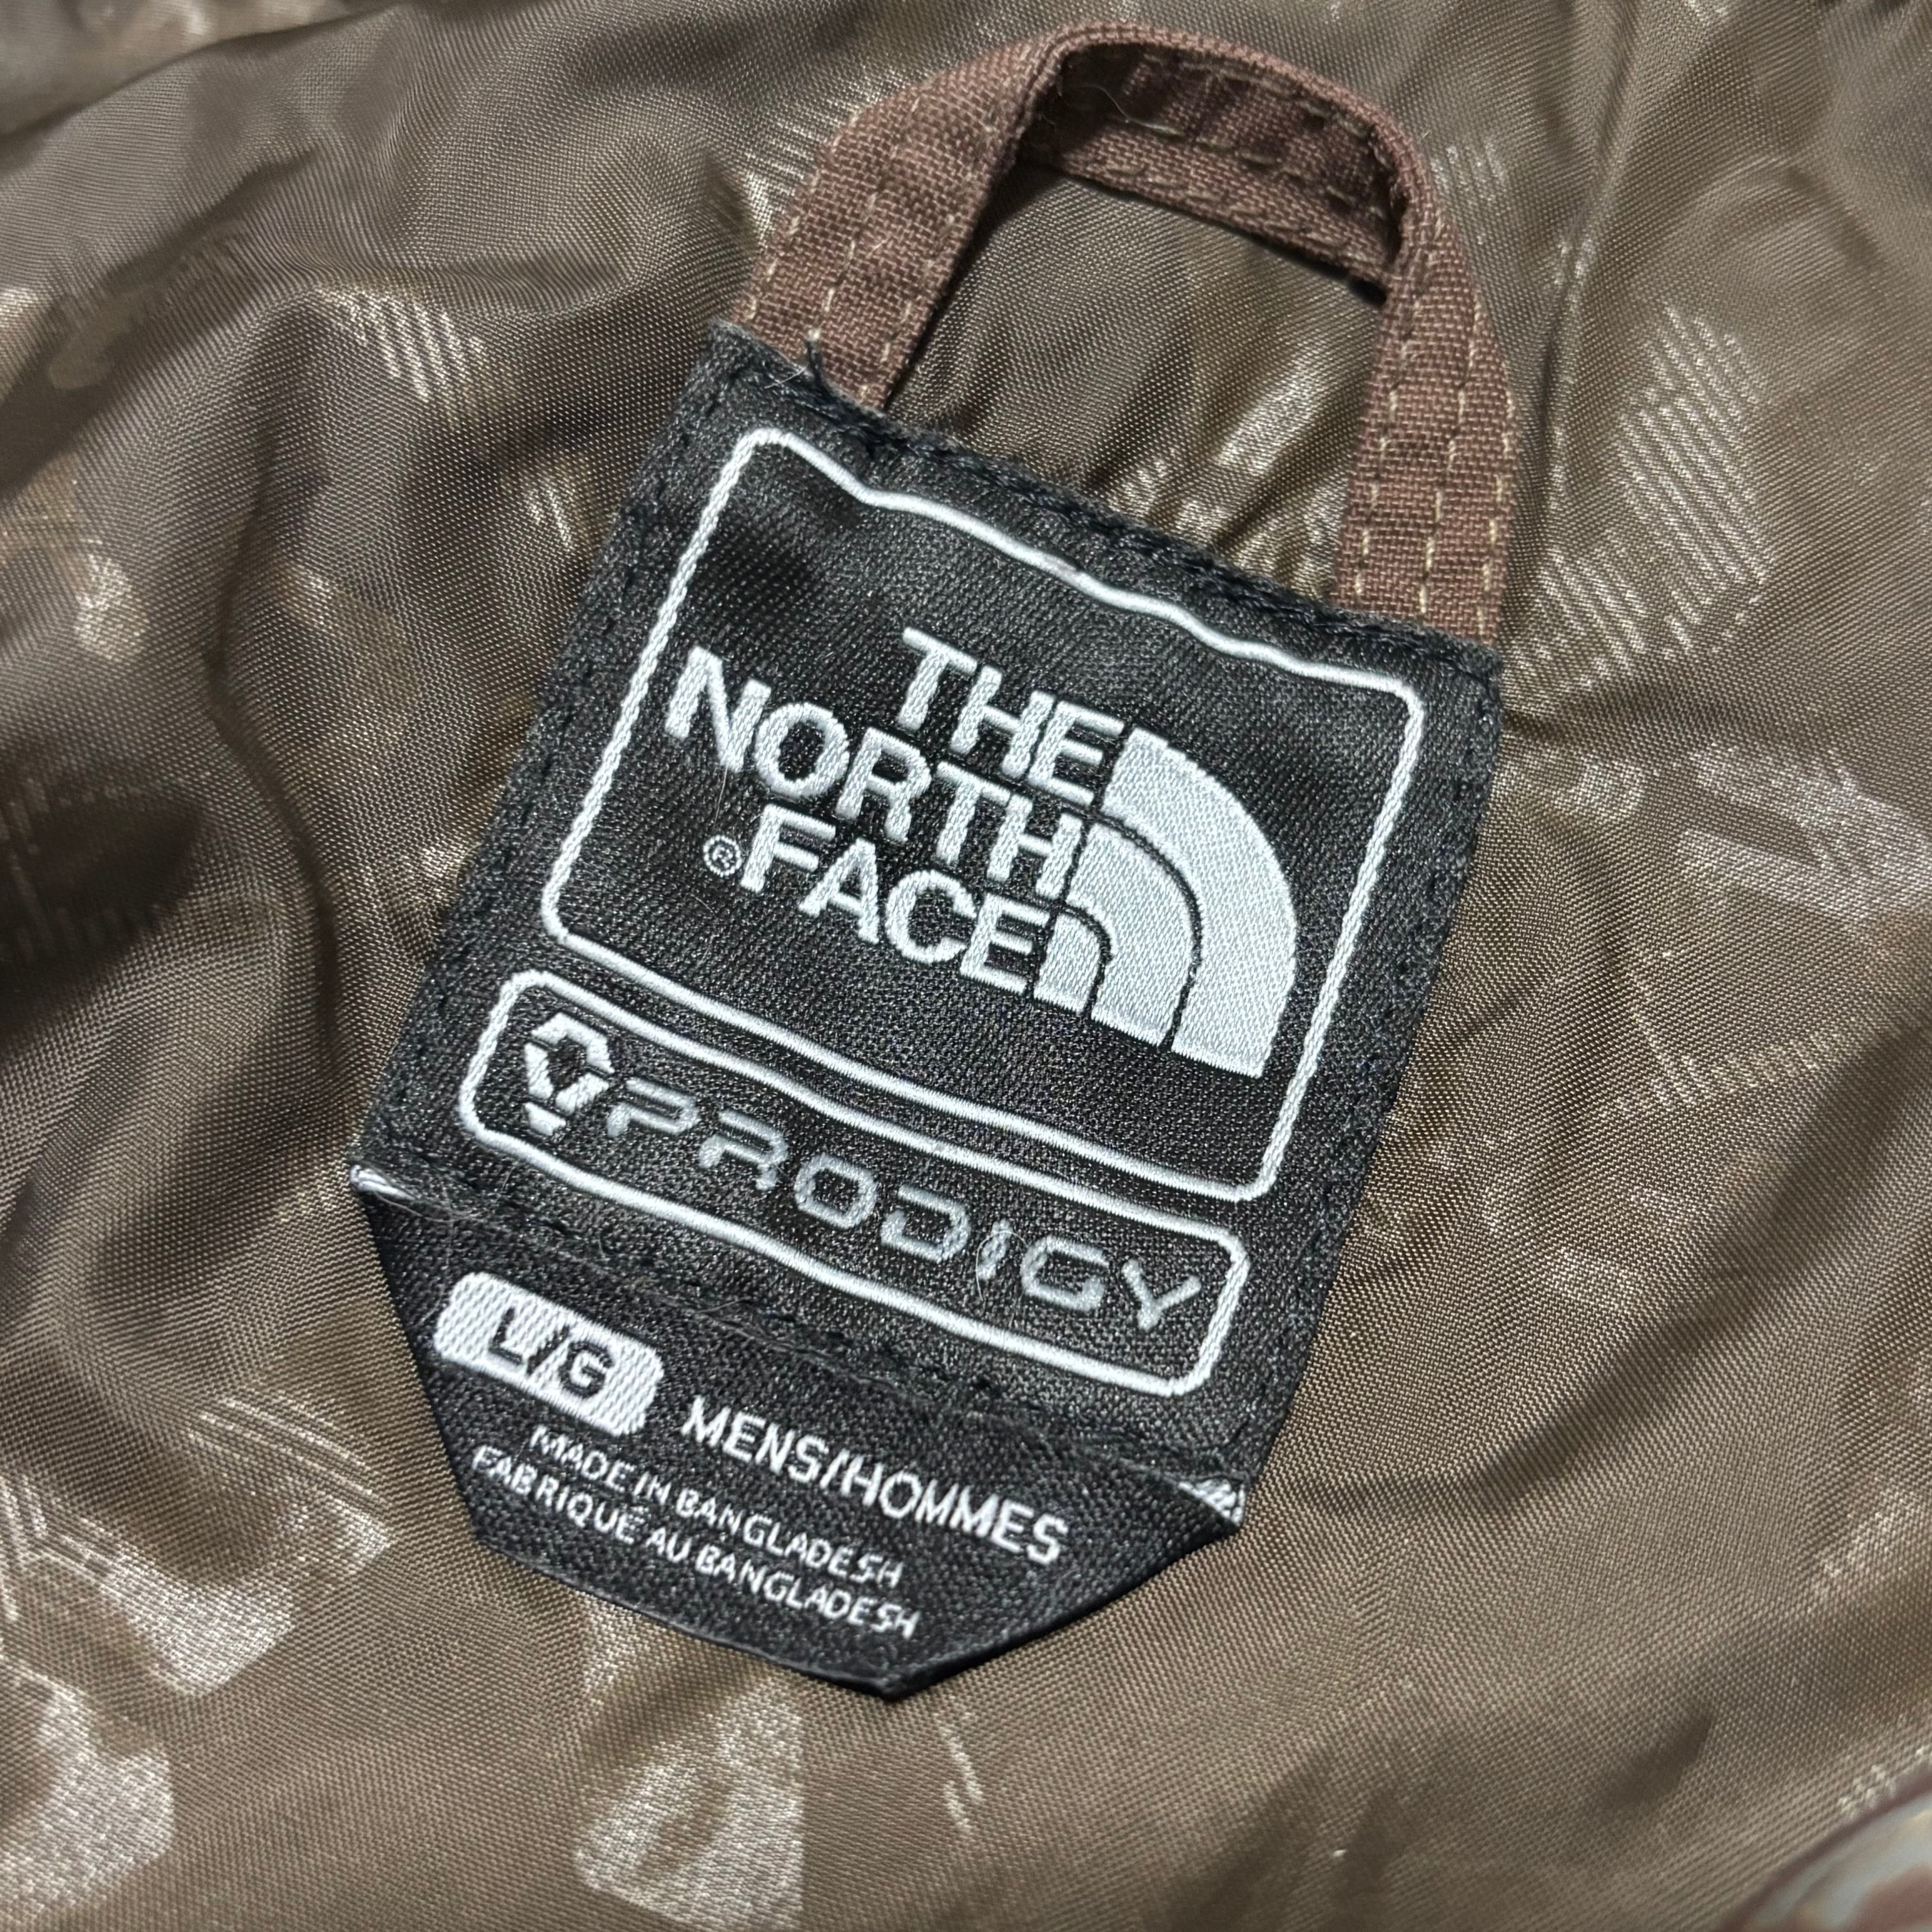 THE
NORTH
®FACE
PRODIGY
L/G MENS/HOMMES
MADE IN BANGLADESH
FABRIQUÉ AU BANGLADESH